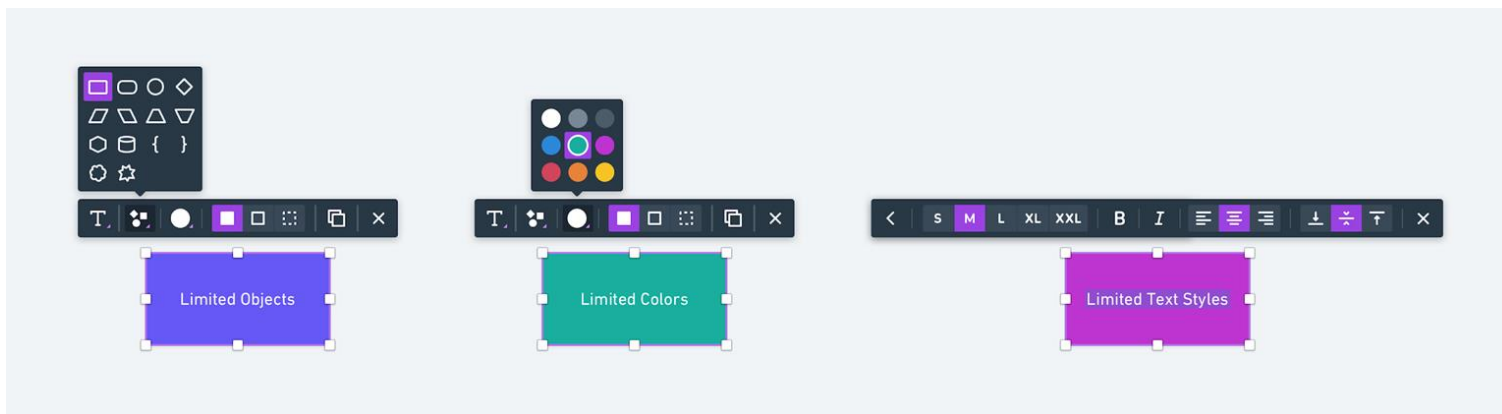 { }
T
T
S M L XL XXL B I
Limited Objects
Limited Colors
Limited Text Styles